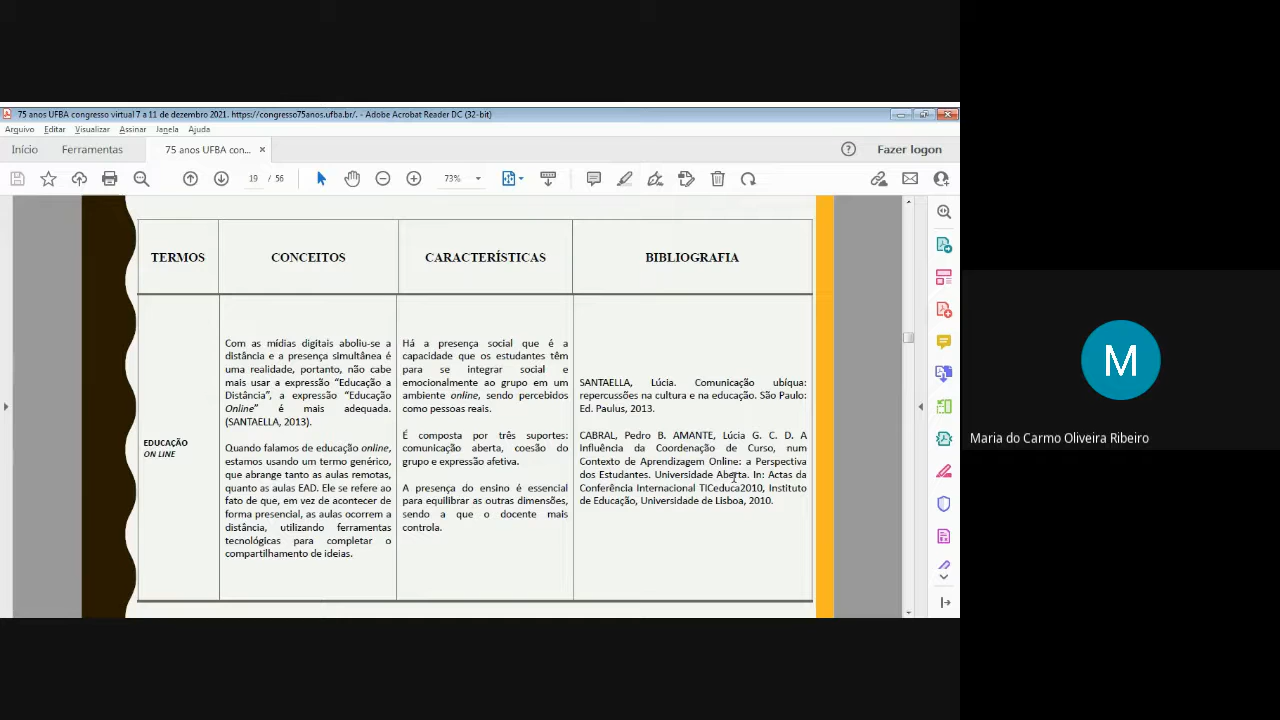 75 anos UFBA congresso virtual 7 a 11 de dezembro 2021. https://congresso75anos.ufba.br/. - Adobe Acrobat Reader DC (32-bit)
Arquivo Editar Visualizar Assinar Janela Ajuda
Início Ferramentas 75 anos UFBA con... × Fazer logon
19 / 56 73%
TERMOS CONCEITOS CARACTERÍSTICAS BIBLIOGRAFIA
EDUCAÇÃO
ON LINE
Com as mídias digitais aboliu-se a
distância e a presença simultânea é
uma realidade, portanto, não cabe
mais usar a expressão “Educação a
Distância”, a expressão “Educação
Online” é mais adequada.
(SANTAELLA, 2013).
Quando falamos de educação online,
estamos usando um termo genérico,
que abrange tanto as aulas remotas,
quanto as aulas EAD. Ele se refere ao
fato de que, em vez de acontecer de
forma presencial, as aulas ocorrem a
distância, utilizando ferramentas
tecnológicas para completar o
compartilhamento de ideias.
Há a presença social que é a
capacidade que os estudantes têm
para se integrar social e
emocionalmente ao grupo em um
ambiente online, sendo percebidos
como pessoas reais.
É composta por três suportes:
comunicação aberta, coesão do
grupo e expressão afetiva.
A presença do ensino é essencial
para equilibrar as outras dimensões,
sendo a que o docente mais
controla.
SANTAELLA, Lúcia. Comunicação ubíqua:
repercussões na cultura e na educação. São Paulo:
Ed. Paulus, 2013.
CABRAL, Pedro B. AMANTE, Lúcia G. C. D. A
Influência da Coordenação de Curso, num
Contexto de Aprendizagem Online: a Perspectiva
dos Estudantes. Universidade Aberta. In: Actas da
Conferência Internacional TICeduca2010, Instituto
de Educação, Universidade de Lisboa, 2010.
M
Maria do Carmo Oliveira Ribeiro